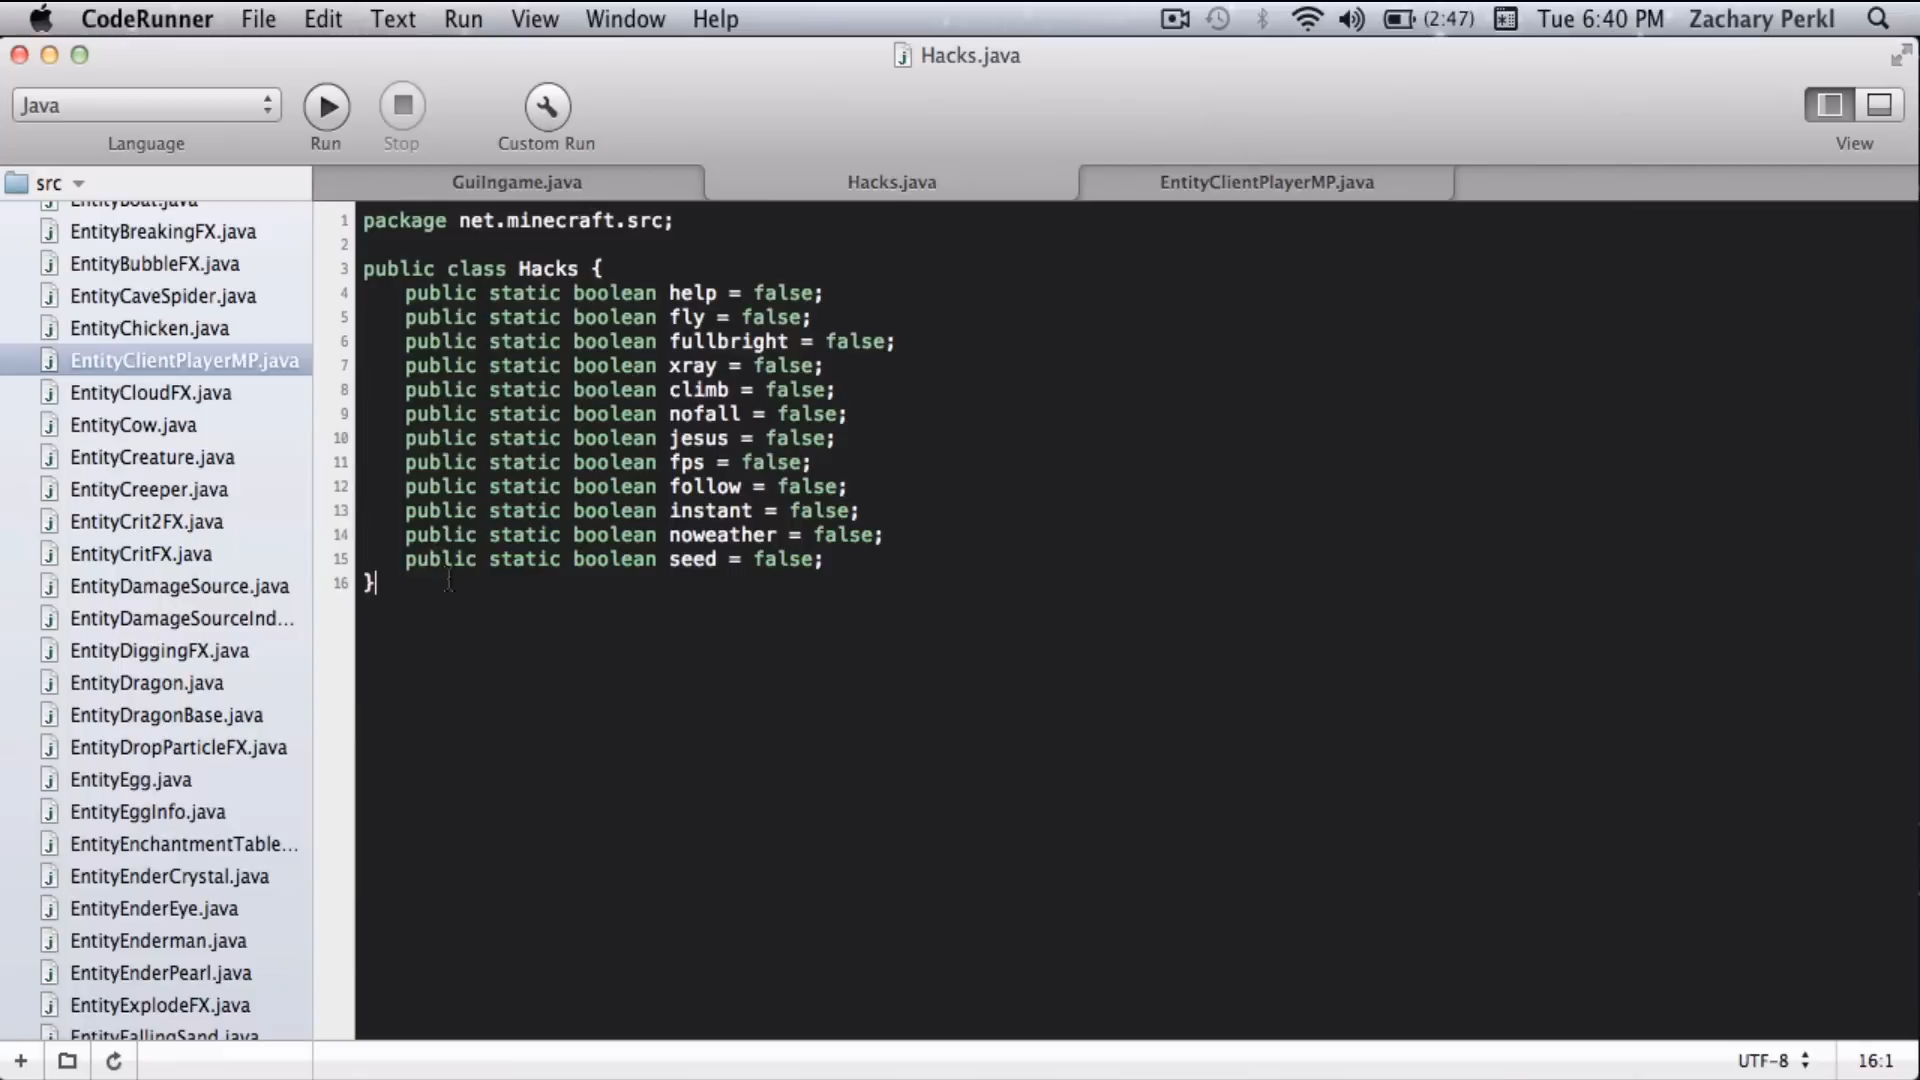 CodeRunner File Edit Text Run View Window Help (2:47) Tue 6:40 PM Zachary Perkl
Hacks.java
Java
Language Run Stop Custom Run View
src
GuiIngame.java Hacks.java EntityClientPlayerMP.java
EntityBoat.java
EntityBreakingFX.java
EntityBubbleFX.java
EntityCaveSpider.java
EntityChicken.java
EntityClientPlayerMP.java
EntityCloudFX.java
EntityCow.java
EntityCreature.java
EntityCreeper.java
EntityCrit2FX.java
EntityCritFX.java
EntityDamageSource.java
EntityDamageSourceInd...
EntityDiggingFX.java
EntityDragon.java
EntityDragonBase.java
EntityDropParticleFX.java
EntityEgg.java
EntityEggInfo.java
EntityEnchantmentTable...
EntityEnderCrystal.java
EntityEnderEye.java
EntityEnderman.java
EntityEnderPearl.java
EntityExplodeFX.java
EntityFallingSand.java
1 package net.minecraft.src;
2
3 public class Hacks {
4 public static boolean help = false;
5 public static boolean fly = false;
6 public static boolean fullbright = false;
7 public static boolean xray = false;
8 public static boolean climb = false;
9 public static boolean nofall = false;
10 public static boolean jesus = false;
11 public static boolean fps = false;
12 public static boolean follow = false;
13 public static boolean instant = false;
14 public static boolean noweather = false;
15 public static boolean seed = false;
16 }
UTF-8 16:1